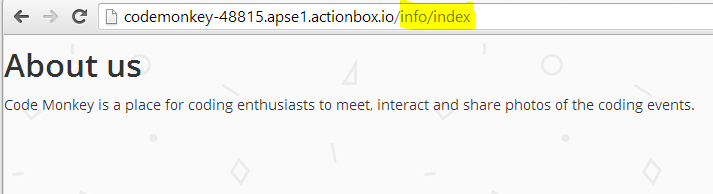 codemonkey-48815.apse1.actionbox.io/info/index
About us
Code Monkey is a place for coding enthusiasts to meet, interact and share photos of the coding events.